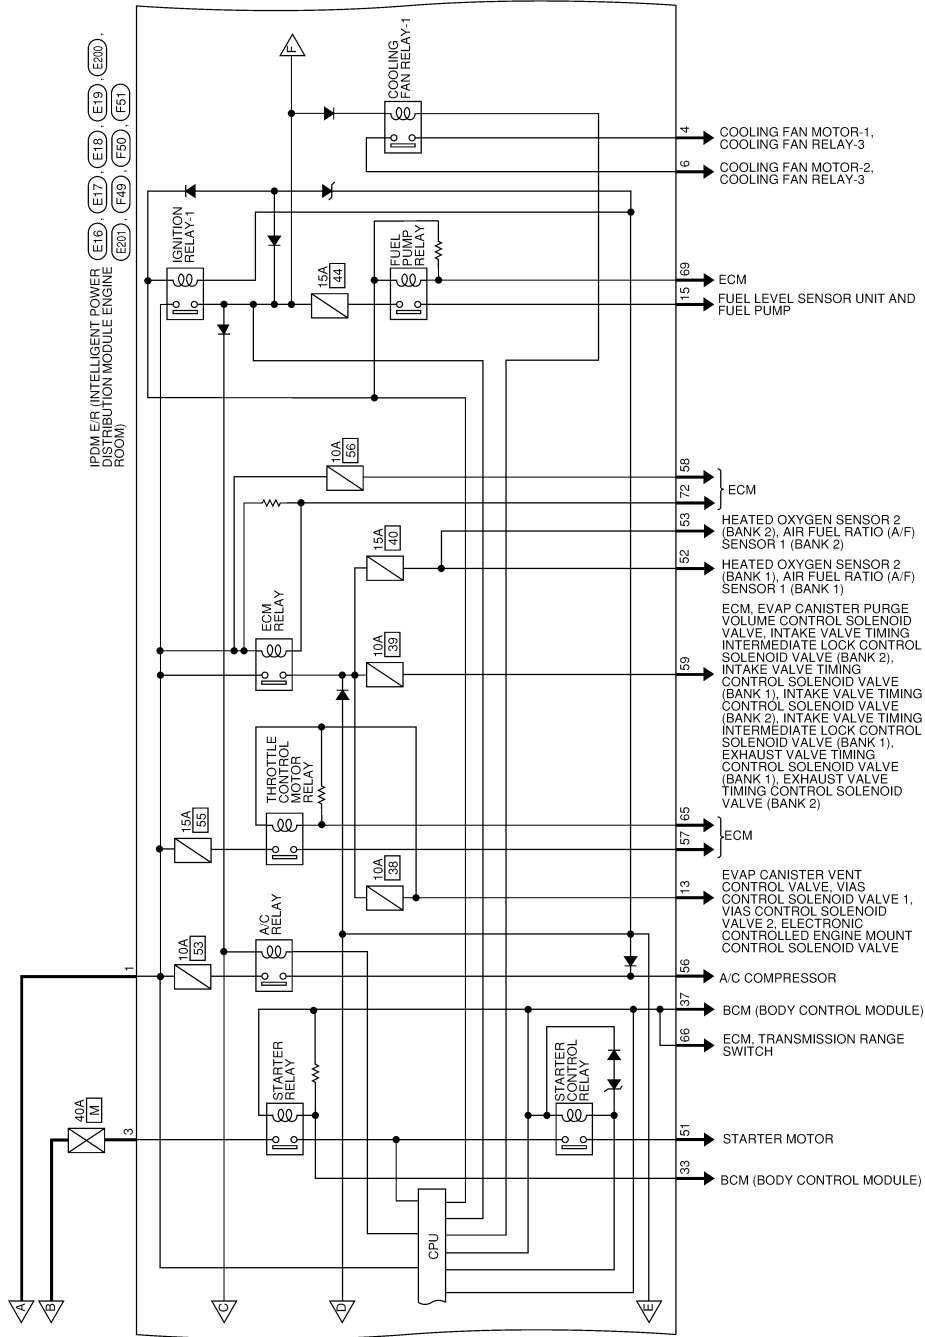 IPDM E/R (INTELLIGENT POWER
DISTRIBUTION MODULE ENGINE
ROOM)
E16 , E17 , E18 , E19 , E200 ,
E201 , F49 , F50 , F51
F
COOLING
FAN RELAY-1
4
COOLING FAN MOTOR-1,
COOLING FAN RELAY-3
6
COOLING FAN MOTOR-2,
COOLING FAN RELAY-3
IGNITION
RELAY-1
15A
44
FUEL
PUMP
RELAY
69
ECM
15
FUEL LEVEL SENSOR UNIT AND
FUEL PUMP
10A
56
58
72
ECM
53
HEATED OXYGEN SENSOR 2
(BANK 2), AIR FUEL RATIO (A/F)
SENSOR 1 (BANK 2)
15A
40
52
HEATED OXYGEN SENSOR 2
(BANK 1), AIR FUEL RATIO (A/F)
SENSOR 1 (BANK 1)
ECM
RELAY
10A
39
59
ECM, EVAP CANISTER PURGE
VOLUME CONTROL SOLENOID
VALVE, INTAKE VALVE TIMING
INTERMEDIATE LOCK CONTROL
SOLENOID VALVE (BANK 2),
INTAKE VALVE TIMING
CONTROL SOLENOID VALVE
(BANK 1), INTAKE VALVE TIMING
CONTROL SOLENOID VALVE
(BANK 2), INTAKE VALVE TIMING
INTERMEDIATE LOCK CONTROL
SOLENOID VALVE (BANK 1),
EXHAUST VALVE TIMING
CONTROL SOLENOID VALVE
(BANK 1), EXHAUST VALVE
TIMING CONTROL SOLENOID
VALVE (BANK 2)
THROTTLE
CONTROL
MOTOR
RELAY
15A
55
65
57
ECM
10A
38
13
EVAP CANISTER VENT
CONTROL VALVE, VIAS
CONTROL SOLENOID VALVE 1,
VIAS CONTROL SOLENOID
VALVE 2, ELECTRONIC
CONTROLLED ENGINE MOUNT
CONTROL SOLENOID VALVE
A/C
RELAY
1
10A
53
56
A/C COMPRESSOR
37
BCM (BODY CONTROL MODULE)
66
ECM, TRANSMISSION RANGE
SWITCH
STARTER
RELAY
STARTER
CONTROL
RELAY
40A
M
3
51
STARTER MOTOR
33
BCM (BODY CONTROL MODULE)
CPU
A
B
C
D
E